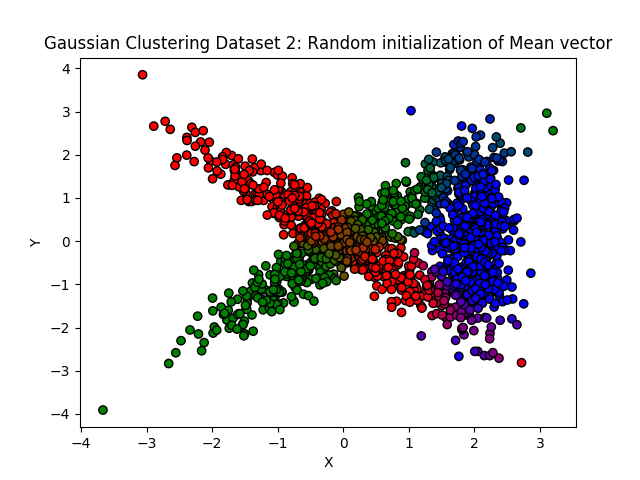 Gaussian Clustering Dataset 2: Random initialization of Mean vector
4
3
2
1
0
−1
−2
−3
−4
Y
−4 −3 −2 −1 0 1 2 3
X